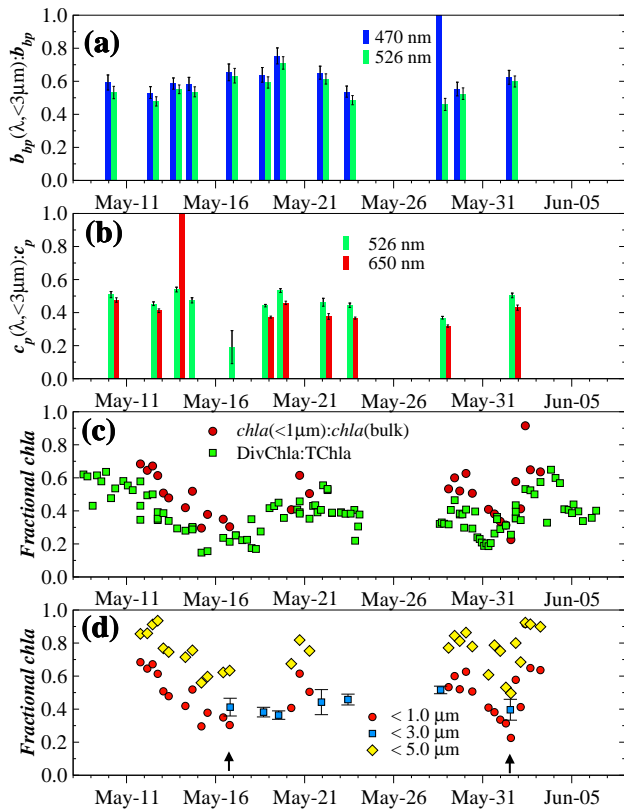 (a)
470 nm
526 nm
b_bp(λ,<3μm):b_bp
1.0
0.8
0.6
0.4
0.2
0.0
May-11 May-16 May-21 May-26 May-31 Jun-05
(b)
526 nm
650 nm
c_p(λ,<3μm):c_p
1.0
0.8
0.6
0.4
0.2
0.0
May-11 May-16 May-21 May-26 May-31 Jun-05
(c)
chla(<1μm):chla(bulk)
DivChla:TChla
Fractional chla
1.0
0.8
0.6
0.4
0.2
0.0
May-11 May-16 May-21 May-26 May-31 Jun-05
(d)
Fractional chla
1.0
0.8
0.6
0.4
0.2
0.0
< 1.0 μm
< 3.0 μm
< 5.0 μm
May-11 May-16 May-21 May-26 May-31 Jun-05